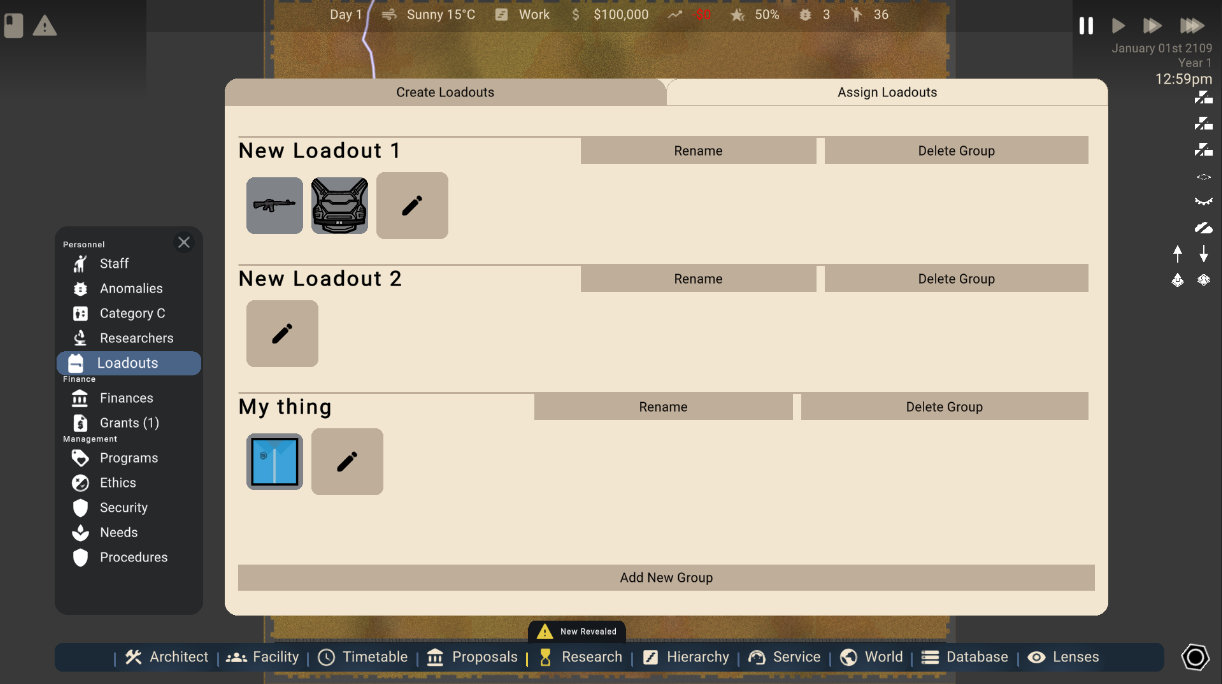 Day 1 Sunny 15°C Work $ $100,000 -$0 50% 3 36
January 01st 2109
Year 1
12:59pm
Create Loadouts Assign Loadouts
New Loadout 1 Rename Delete Group
New Loadout 2 Rename Delete Group
My thing Rename Delete Group
Add New Group
Personnel
Staff
Anomalies
Category C
Researchers
Loadouts
Finance
Finances
Grants (1)
Management
Programs
Ethics
Security
Needs
Procedures
New Revealed
Architect Facility Timetable Proposals Research Hierarchy Service World Database Lenses